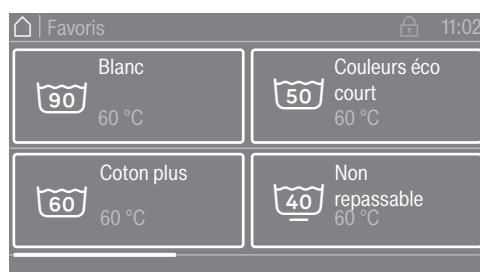 Favoris 11:02
Blanc
90
60 °C
Couleurs éco
court
50
60 °C
Coton plus
60
60 °C
Non
repassable
40
60 °C